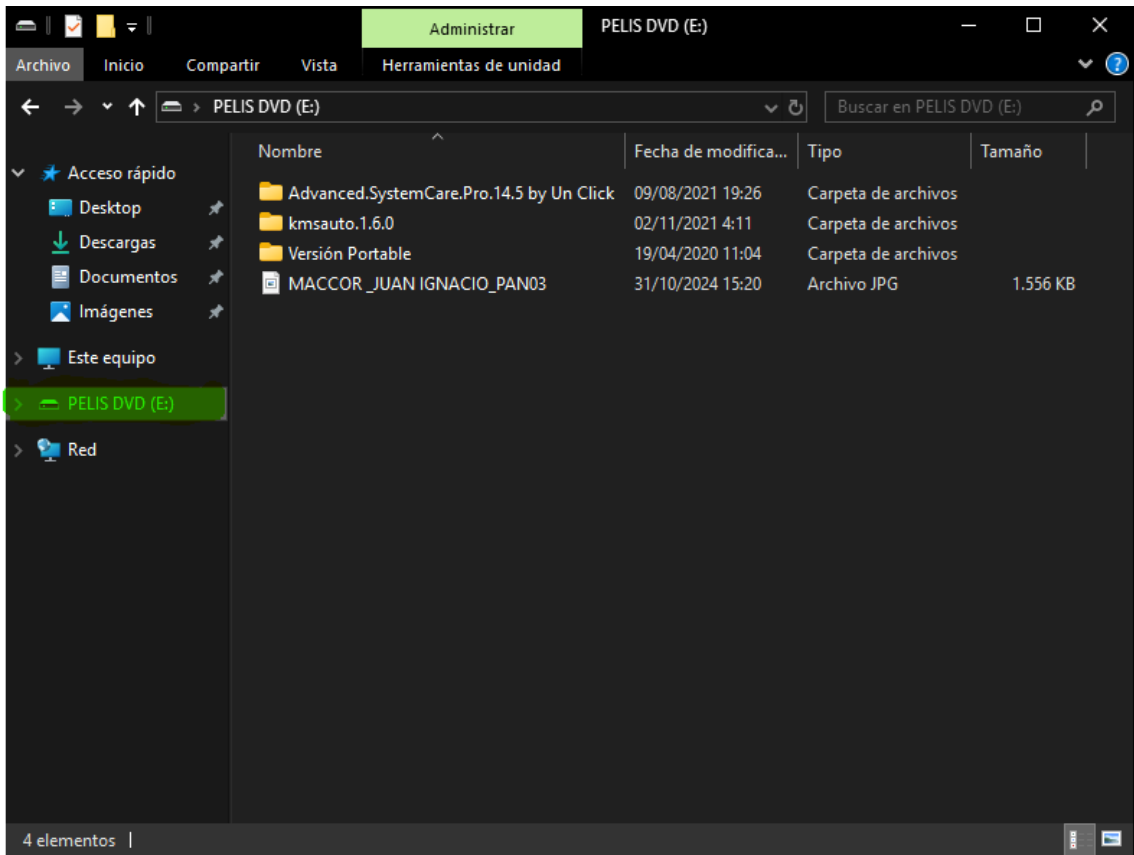 Administrar PELIS DVD (E:)
Archivo Inicio Compartir Vista Herramientas de unidad
PELIS DVD (E:) Buscar en PELIS DVD (E:)
Nombre Fecha de modifica... Tipo Tamaño
Acceso rápido
Desktop
Descargas
Documentos
Imágenes
Este equipo
PELIS DVD (E:)
Red
Advanced.SystemCare.Pro.14.5 by Un Click 09/08/2021 19:26 Carpeta de archivos
kmsauto.1.6.0 02/11/2021 4:11 Carpeta de archivos
Versión Portable 19/04/2020 11:04 Carpeta de archivos
MACCOR _JUAN IGNACIO_PAN03 31/10/2024 15:20 Archivo JPG 1.556 KB
4 elementos